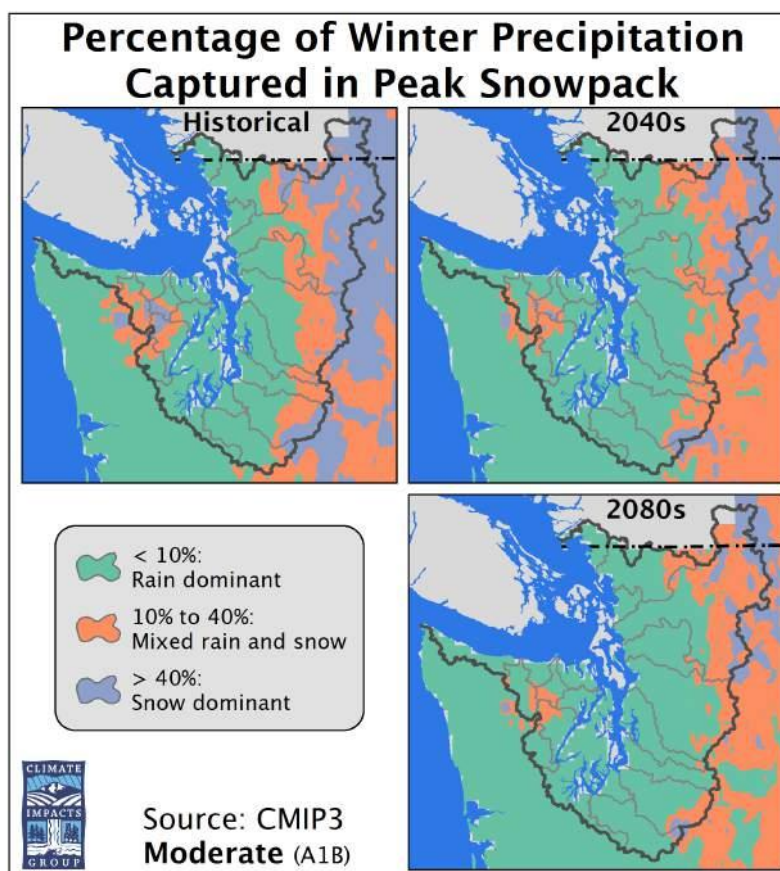 Percentage of Winter Precipitation
Captured in Peak Snowpack
Historical
2040s
2080s
< 10%:
Rain dominant
10% to 40%:
Mixed rain and snow
> 40%:
Snow dominant
CLIMATE
IMPACTS
GROUP
Source: CMIP3
Moderate (A1B)